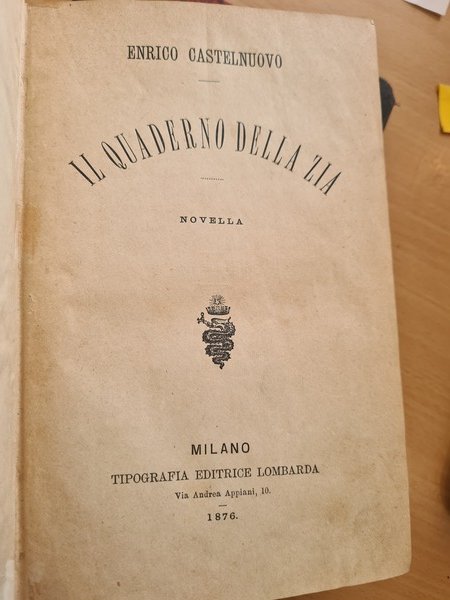 ENRICO CASTELNUOVO
IL QUADERNO DELLA ZIA
NOVELLA
MILANO
TIPOGRAFIA EDITRICE LOMBARDA
Via Andrea Appiani, 10.
1876.